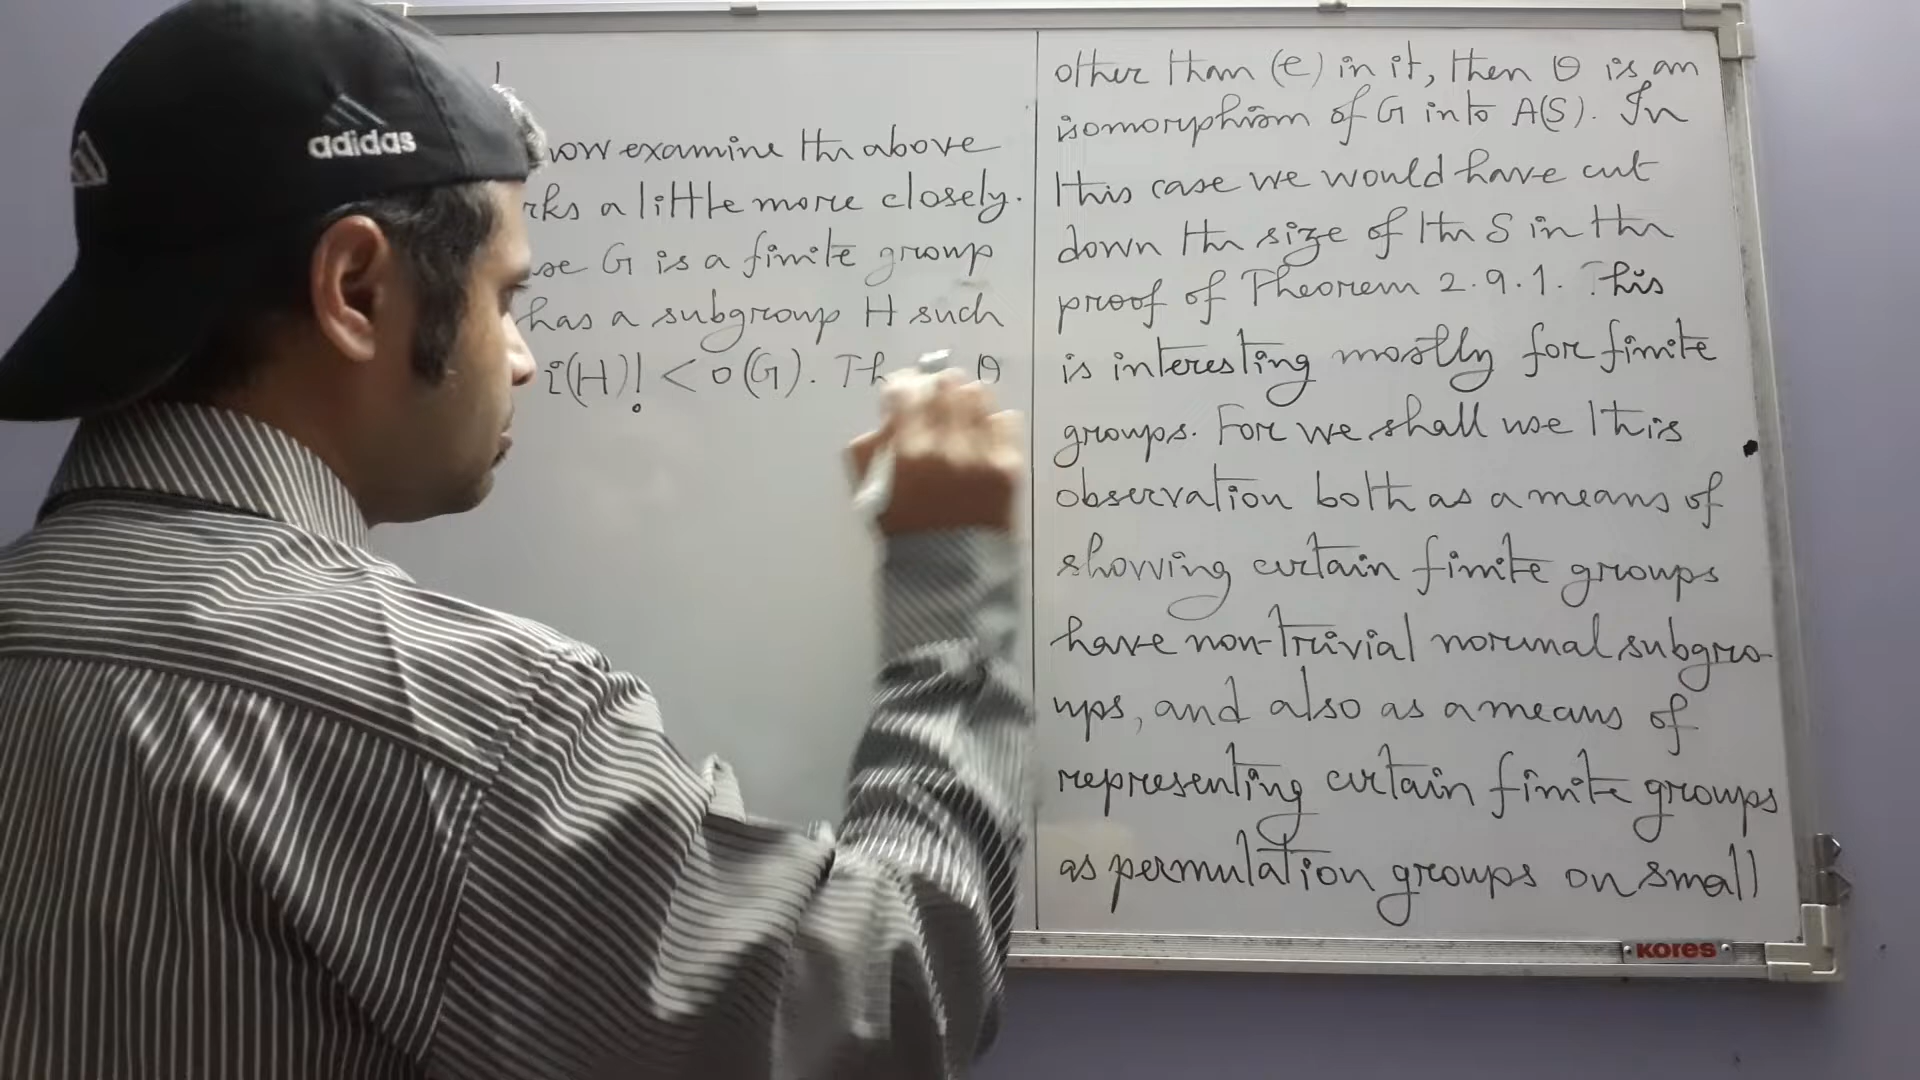 adidas
now examine the above
rks a little more closely.
se G is a finite group
has a subgroup H such
i(H)! < o(G). Th θ
other than (e) in it, then θ is an
isomorphism of G into A(S). In
this case we would have cut
down the size of the S in the
proof of Theorem 2.9.1. This
is interesting mostly for finite
groups. For we shall use this
observation both as a means of
showing certain finite groups
have non-trivial normal subgro-
ups, and also as a means of
representing certain finite groups
as permutation groups on small
KORES